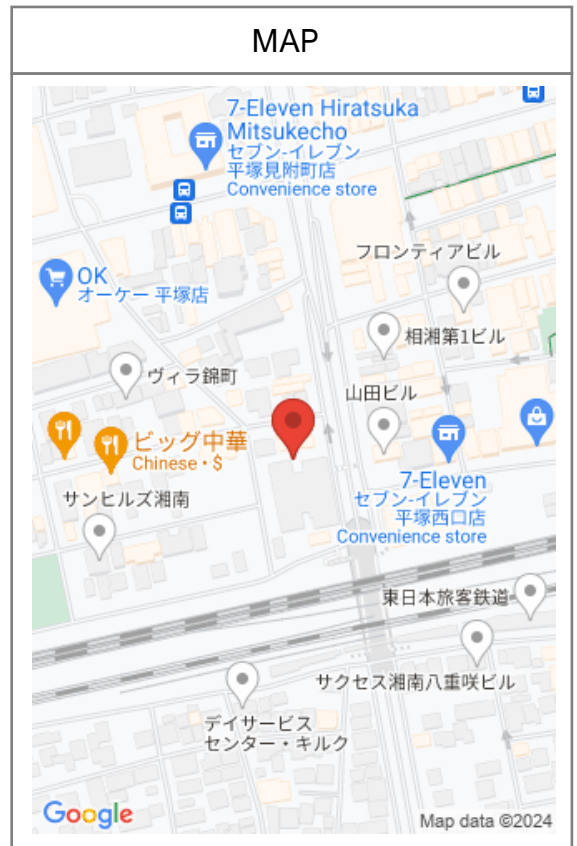 MAP
7-Eleven Hiratsuka
Mitsukecho
セブン-イレブン
平塚見附町店
Convenience store
フロンティアビル
OK
オーケー 平塚店
相湘第1ビル
ヴィラ錦町
山田ビル
ビッグ中華
Chinese • $
7-Eleven
セブン-イレブン
平塚西口店
Convenience store
サンヒルズ湘南
東日本旅客鉄道
サクセス湘南八重咲ビル
デイサービス
センター・キルク
Google
Map data ©2024